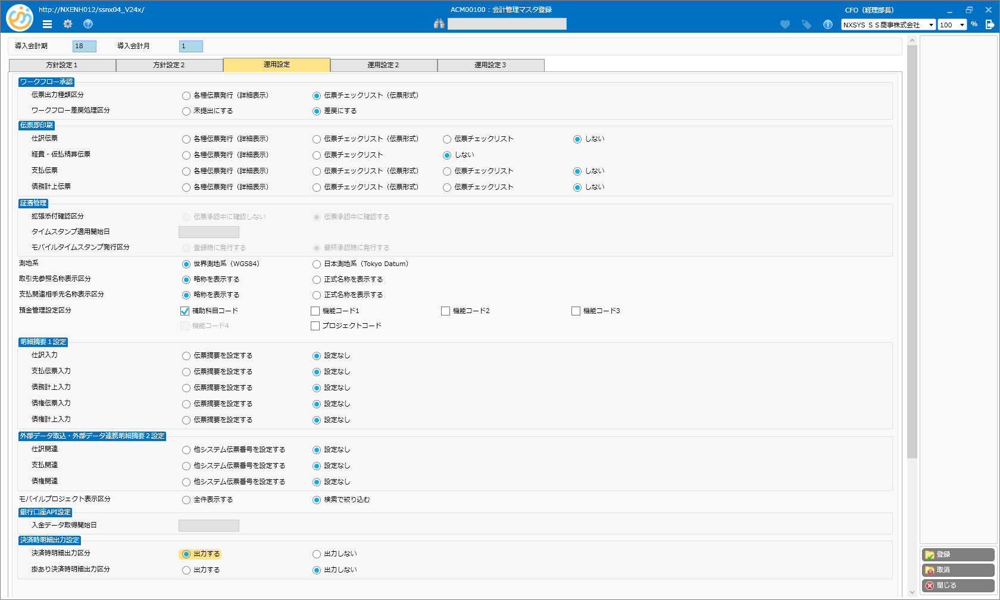 http://NXENH012/ssnx04_V24x/
ACM00100：会計管理マスタ登録
CFO（経理部長）
NXSYS ＳＳ商事株式会社
100 %
導入会計期 18 導入会計月 1
方針設定１ 方針設定２ 運用設定 運用設定２ 運用設定３
ワークフロー承認
伝票出力種類区分 各種伝票発行（詳細表示） 伝票チェックリスト（伝票形式）
ワークフロー差戻処理区分 未提出にする 差戻にする
伝票即印刷
仕訳伝票 各種伝票発行（詳細表示） 伝票チェックリスト（伝票形式） 伝票チェックリスト しない
経費・仮払精算伝票 各種伝票発行（詳細表示） 伝票チェックリスト しない
支払伝票 各種伝票発行（詳細表示） 伝票チェックリスト（伝票形式） 伝票チェックリスト しない
債務計上伝票 各種伝票発行（詳細表示） 伝票チェックリスト（伝票形式） 伝票チェックリスト しない
証憑管理
拡張添付確認区分 伝票承認中に確認しない 伝票承認中に確認する
タイムスタンプ適用開始日
モバイルタイムスタンプ発行区分 登録時に発行する 最終承認時に発行する
測地系 世界測地系（WGS84） 日本測地系（Tokyo Datum）
取引先参照名称表示区分 略称を表示する 正式名称を表示する
支払関連相手先名称表示区分 略称を表示する 正式名称を表示する
預金管理設定区分 補助科目コード 機能コード1 機能コード2 機能コード3
機能コード4 プロジェクトコード
明細摘要１設定
仕訳入力 伝票摘要を設定する 設定なし
支払伝票入力 伝票摘要を設定する 設定なし
債務計上入力 伝票摘要を設定する 設定なし
債権伝票入力 伝票摘要を設定する 設定なし
債権計上入力 伝票摘要を設定する 設定なし
外部データ取込・外部データ連携明細摘要２設定
仕訳関連 他システム伝票番号を設定する 設定なし
支払関連 他システム伝票番号を設定する 設定なし
債権関連 他システム伝票番号を設定する 設定なし
モバイルプロジェクト表示区分 全件表示する 検索で絞り込む
銀行口座API設定
入金データ取得開始日
決済時明細出力設定
決済時明細出力区分 出力する 出力しない
掛あり決済時明細出力区分 出力する 出力しない
登録
取消
閉じる